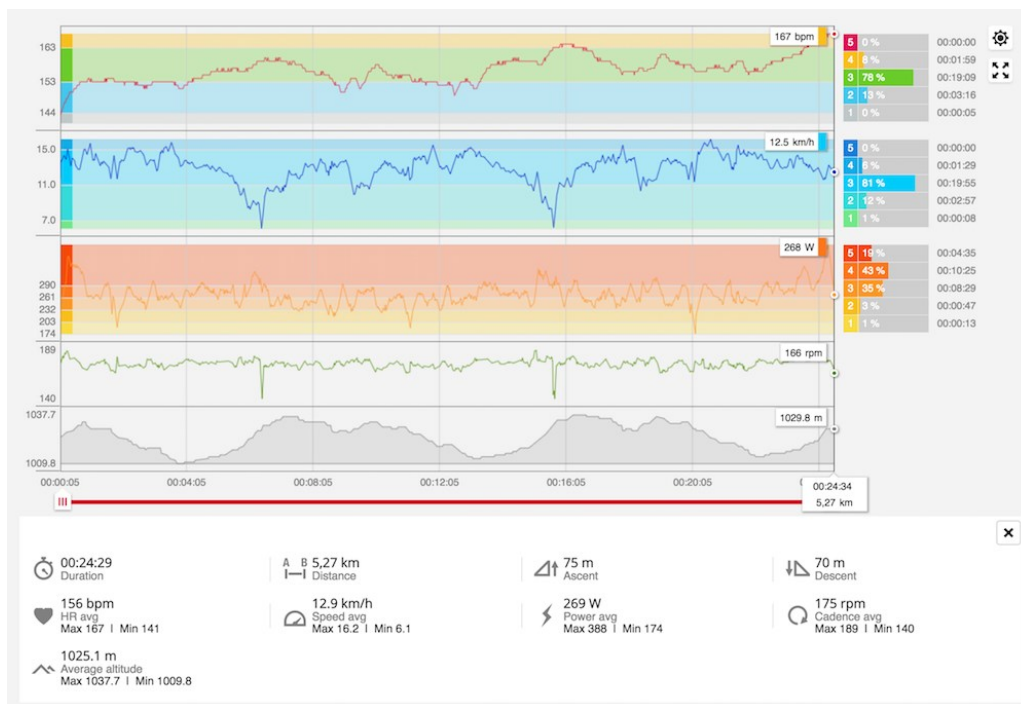 163
153
144
167 bpm
5 0 % 00:00:00
4 8 % 00:01:59
3 78 % 00:19:09
2 13 % 00:03:16
1 0 % 00:00:05
15.0
11.0
7.0
12.5 km/h
5 0 % 00:00:00
4 8 % 00:01:29
3 81 % 00:19:55
2 12 % 00:02:57
1 1 % 00:00:08
290
261
232
203
174
268 W
5 19 % 00:04:35
4 43 % 00:10:25
3 35 % 00:08:29
2 3 % 00:00:47
1 1 % 00:00:13
189
140
166 rpm
1037.7
1009.8
1029.8 m
00:00:05 00:04:05 00:08:05 00:12:05 00:16:05 00:20:05
00:24:34
5,27 km
00:24:29
Duration
A B 5,27 km
Distance
75 m
Ascent
70 m
Descent
156 bpm
HR avg
Max 167 | Min 141
12.9 km/h
Speed avg
Max 16.2 | Min 6.1
269 W
Power avg
Max 388 | Min 174
175 rpm
Cadence avg
Max 189 | Min 140
1025.1 m
Average altitude
Max 1037.7 | Min 1009.8